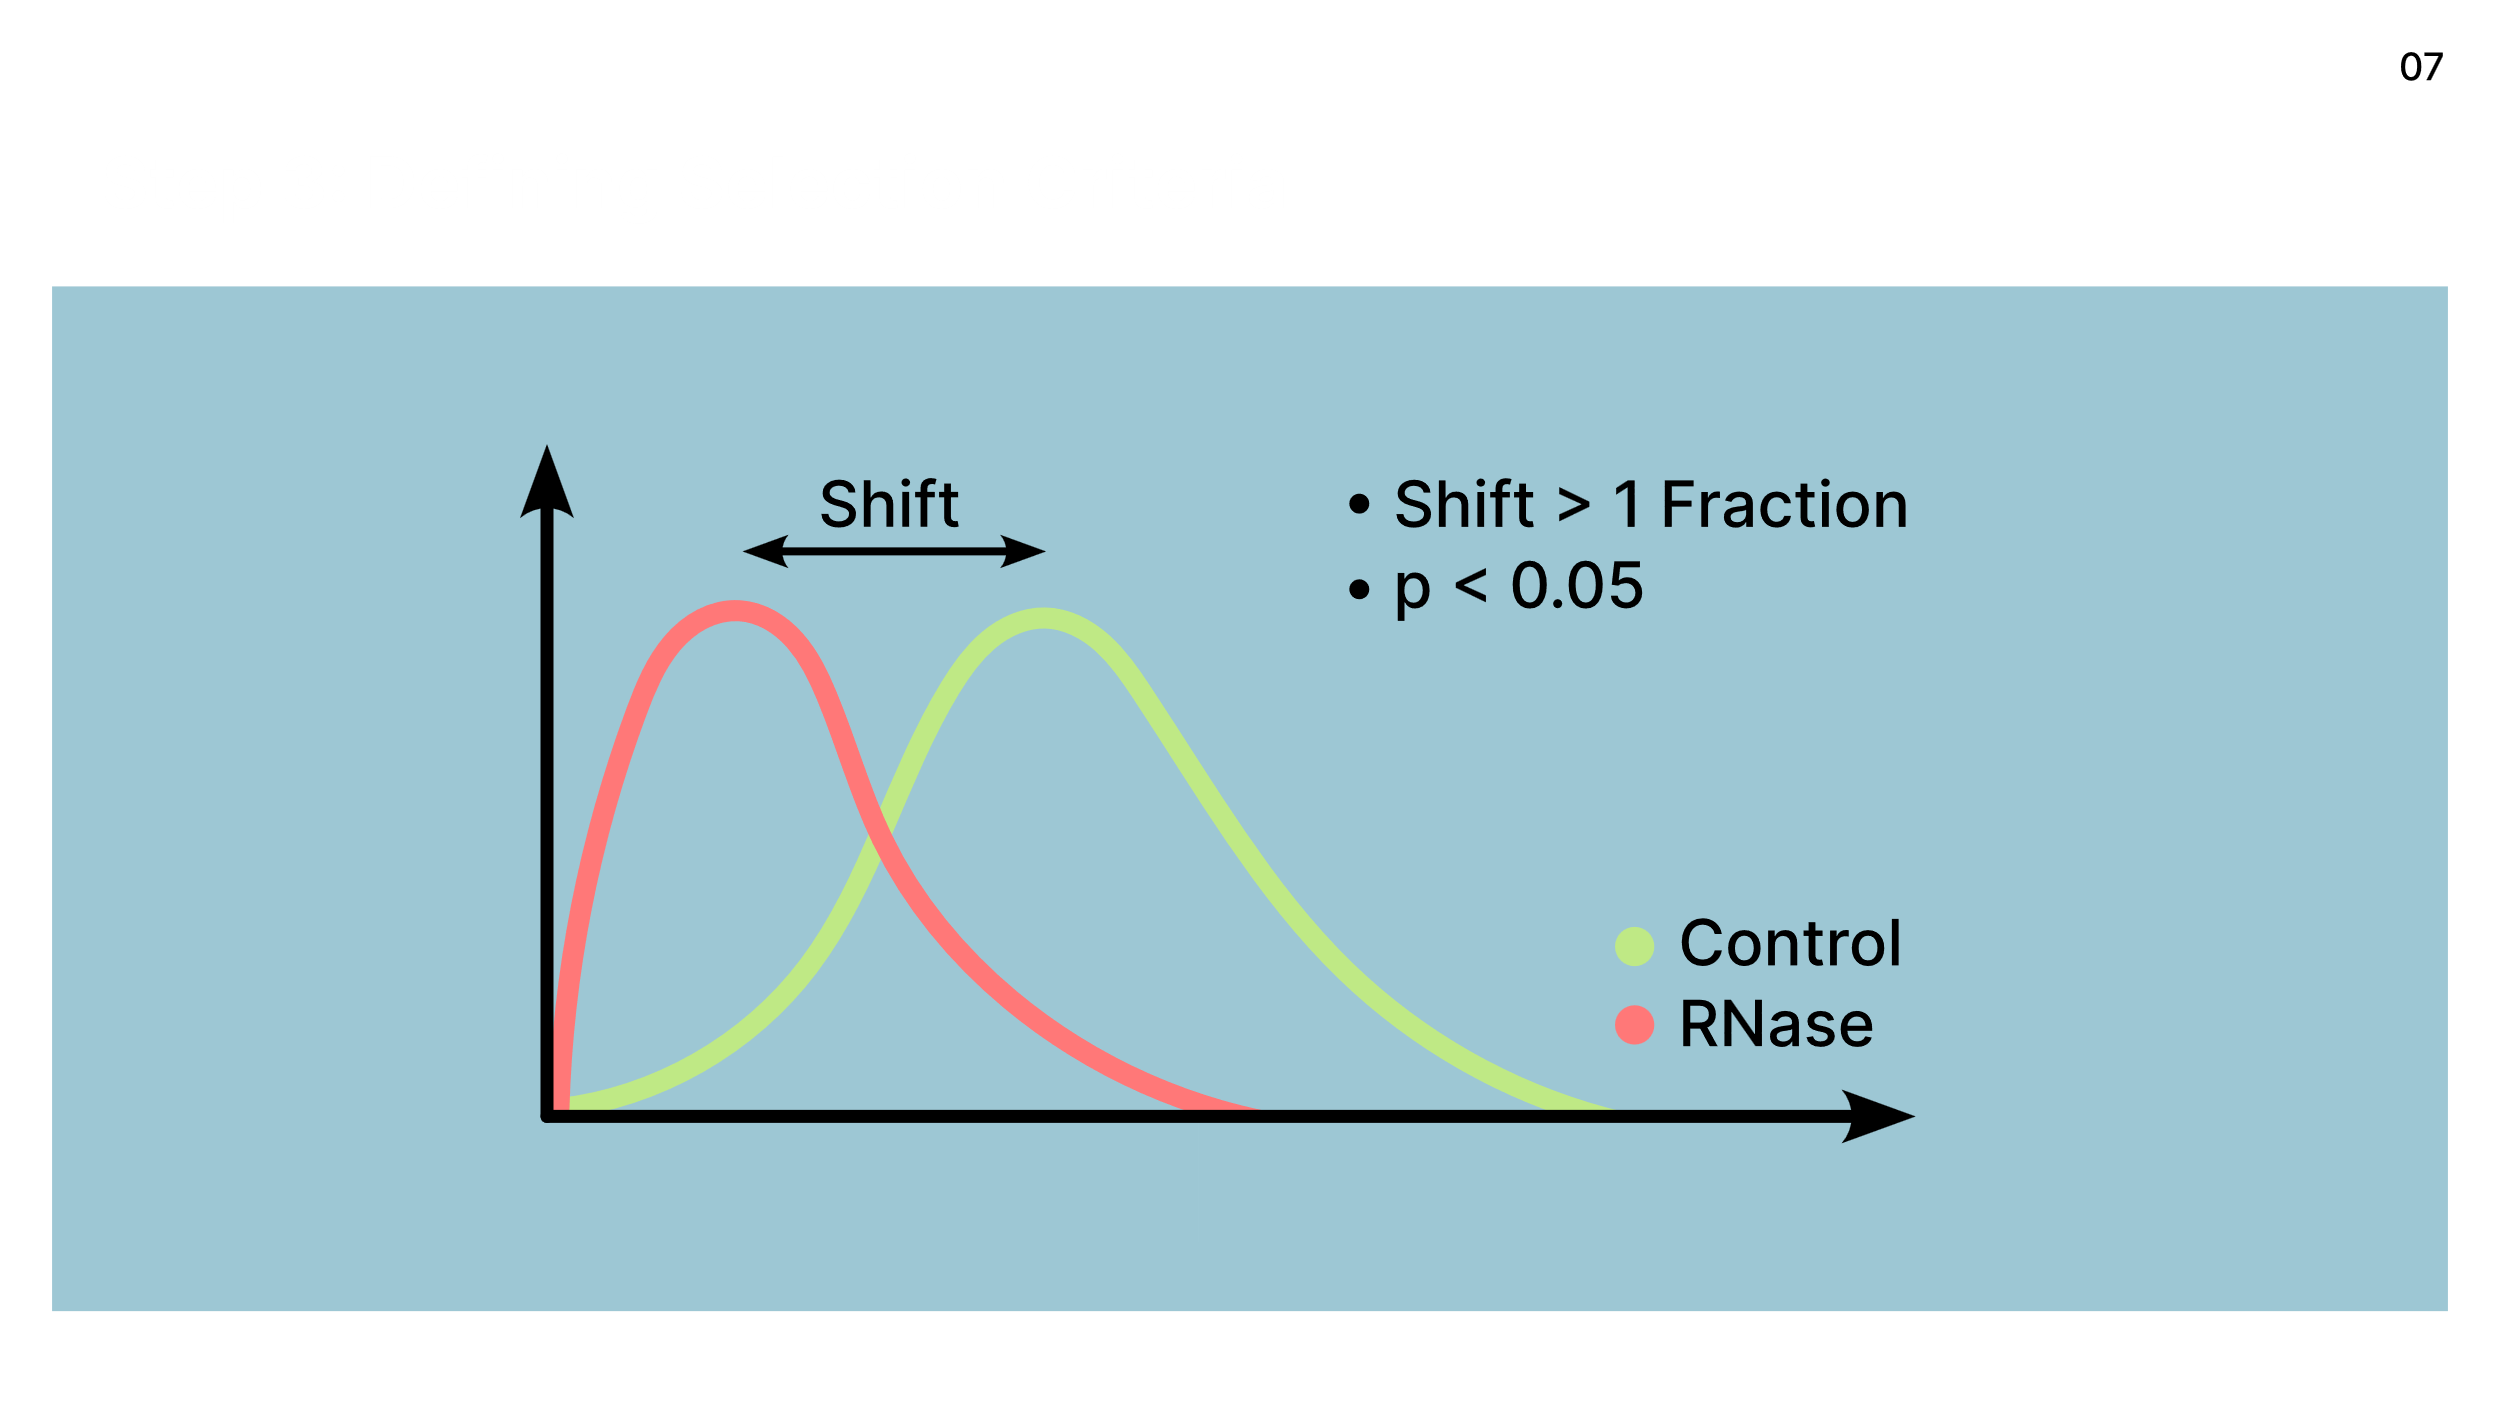 07
Shift
• Shift > 1 Fraction
• p < 0.05
Control
RNase